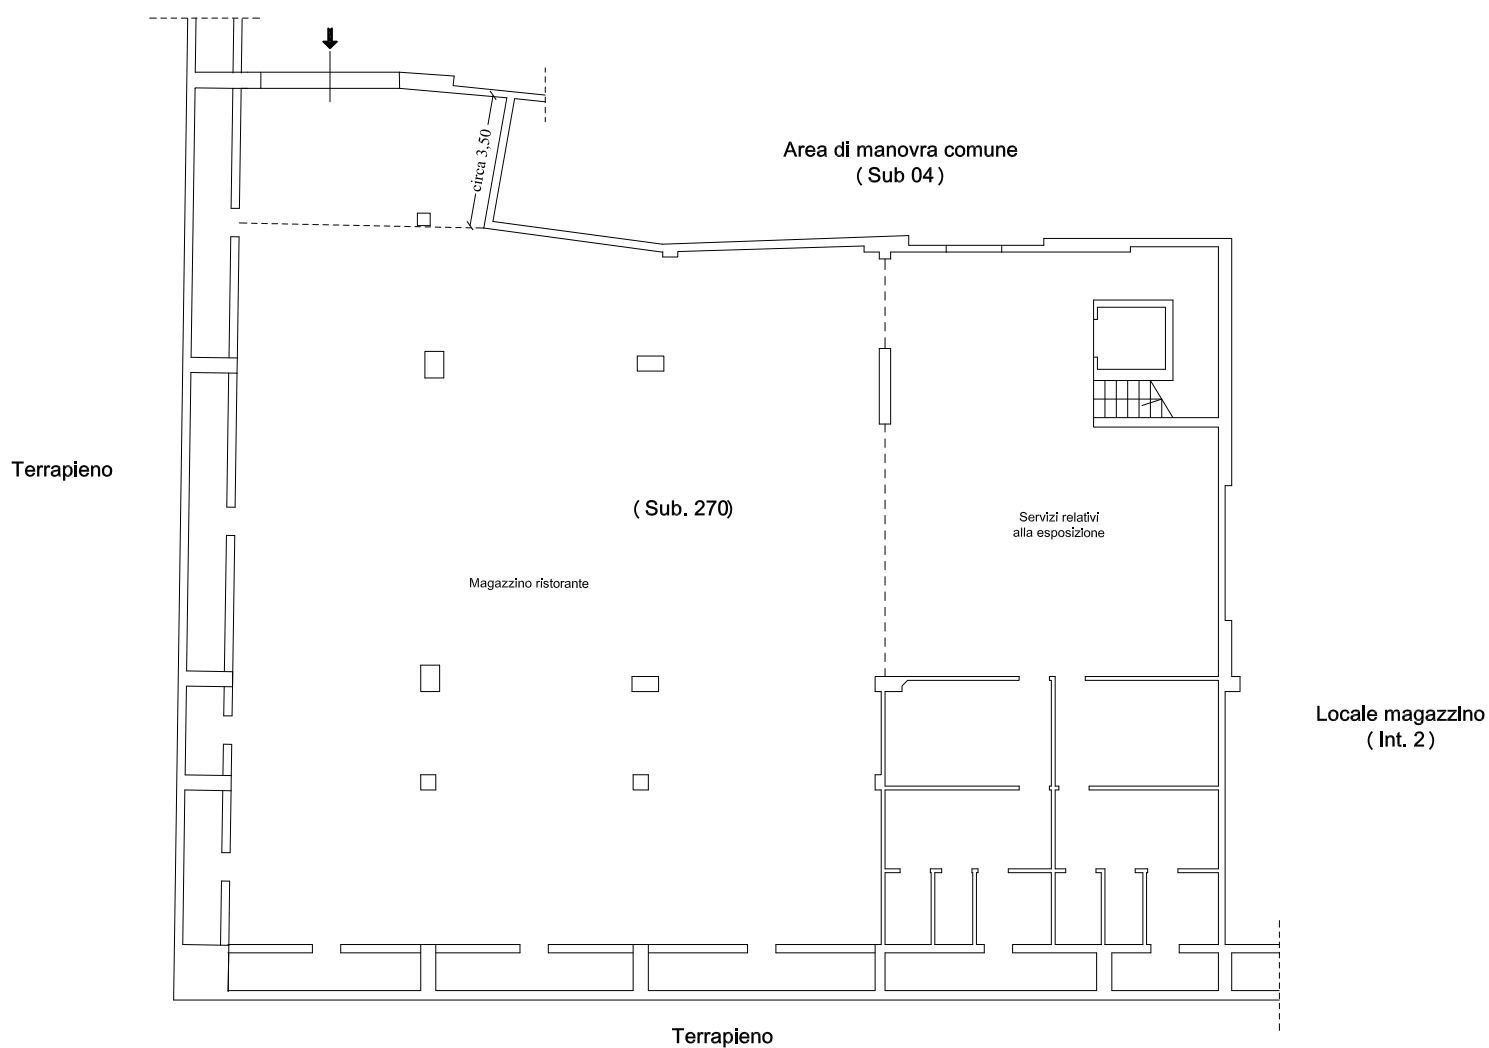 circa 3,50
Area di manovra comune
( Sub 04 )
Terrapieno
( Sub. 270)
Servizi relativi
alla esposizione
Magazzino ristorante
Locale magazzino
( Int. 2 )
Terrapieno